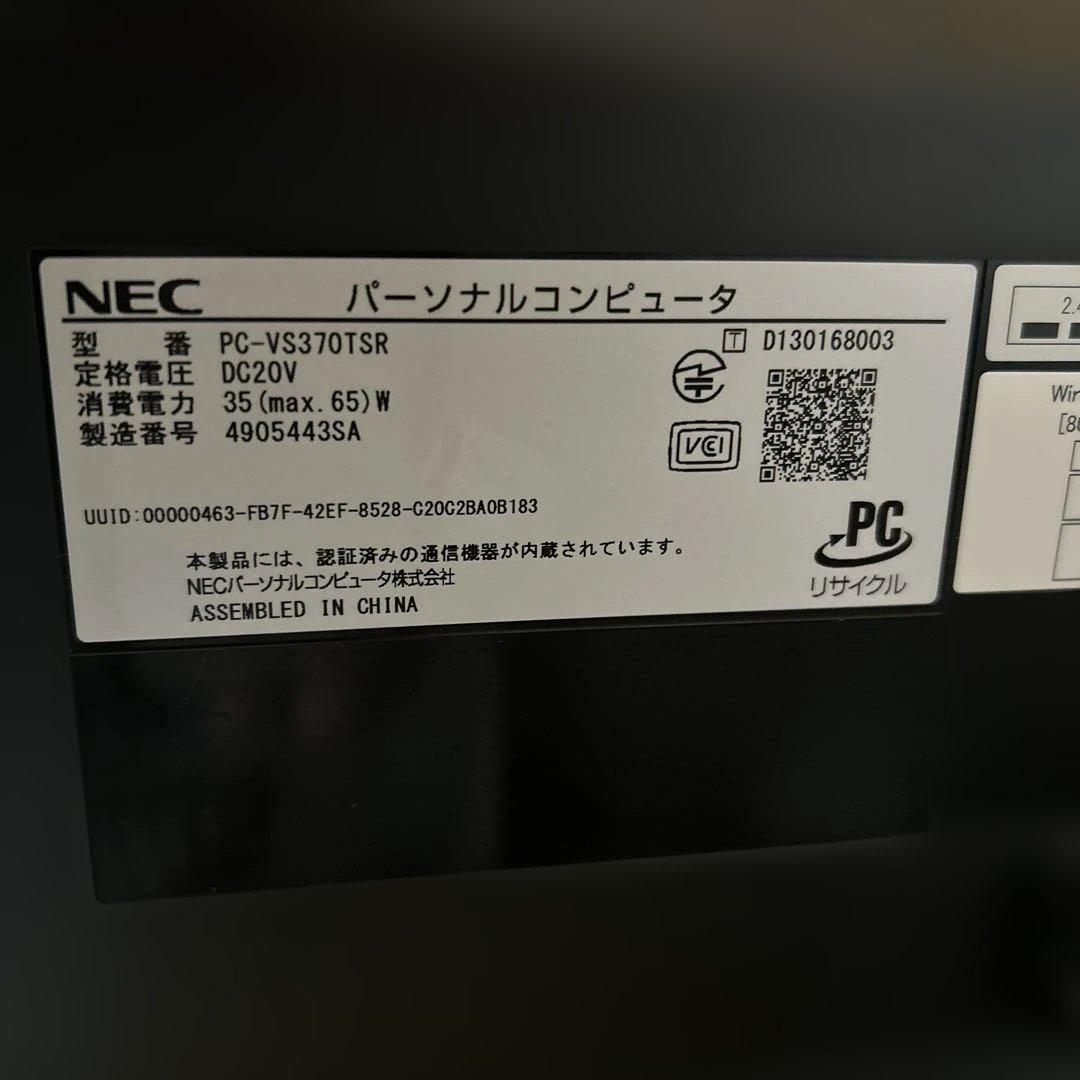 NEC パーソナルコンピュータ
型 番 PC-VS370TSR
定格電圧 DC20V
消費電力 35(max.65)W
製造番号 4905443SA
T D130168003
VCCI
UUID:00000463-FB7F-42EF-8528-C20C2BA0B183
本製品には、認証済みの通信機器が内蔵されています。
NECパーソナルコンピュータ株式会社
ASSEMBLED IN CHINA
PC
リサイクル